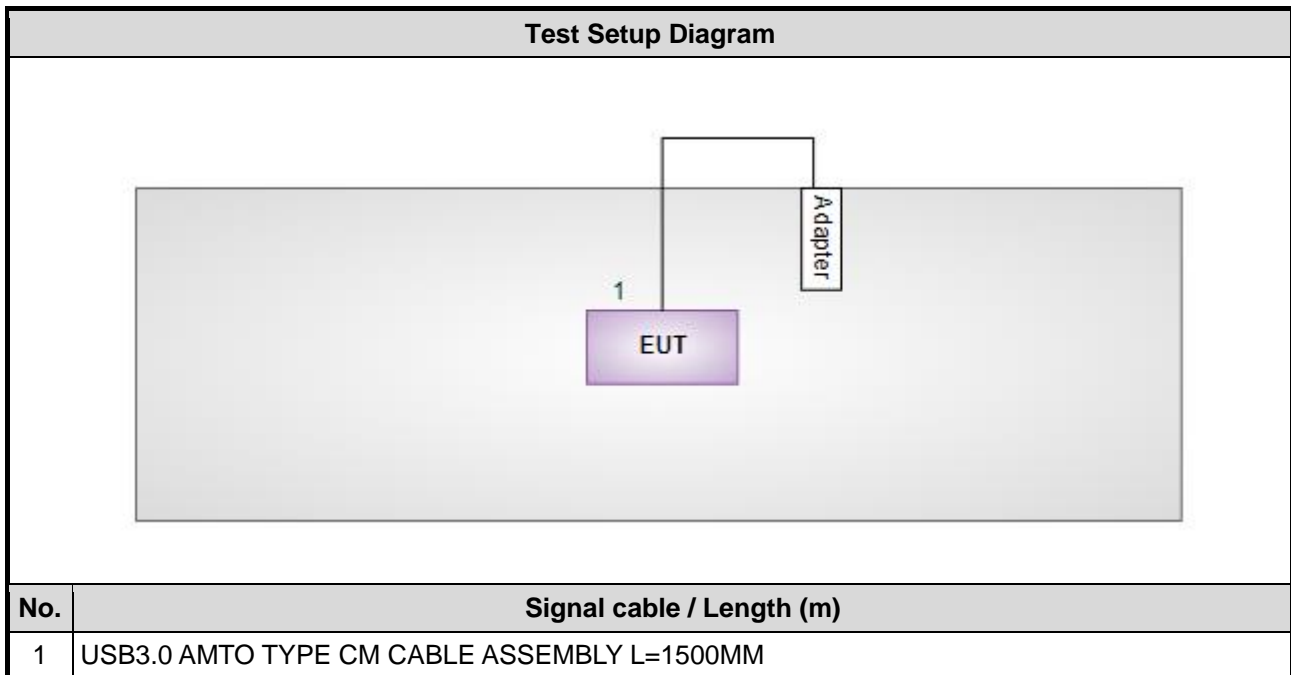 Test Setup Diagram
Adapter
1
EUT
No. Signal cable / Length (m)
1 USB3.0 AMTO TYPE CM CABLE ASSEMBLY L=1500MM